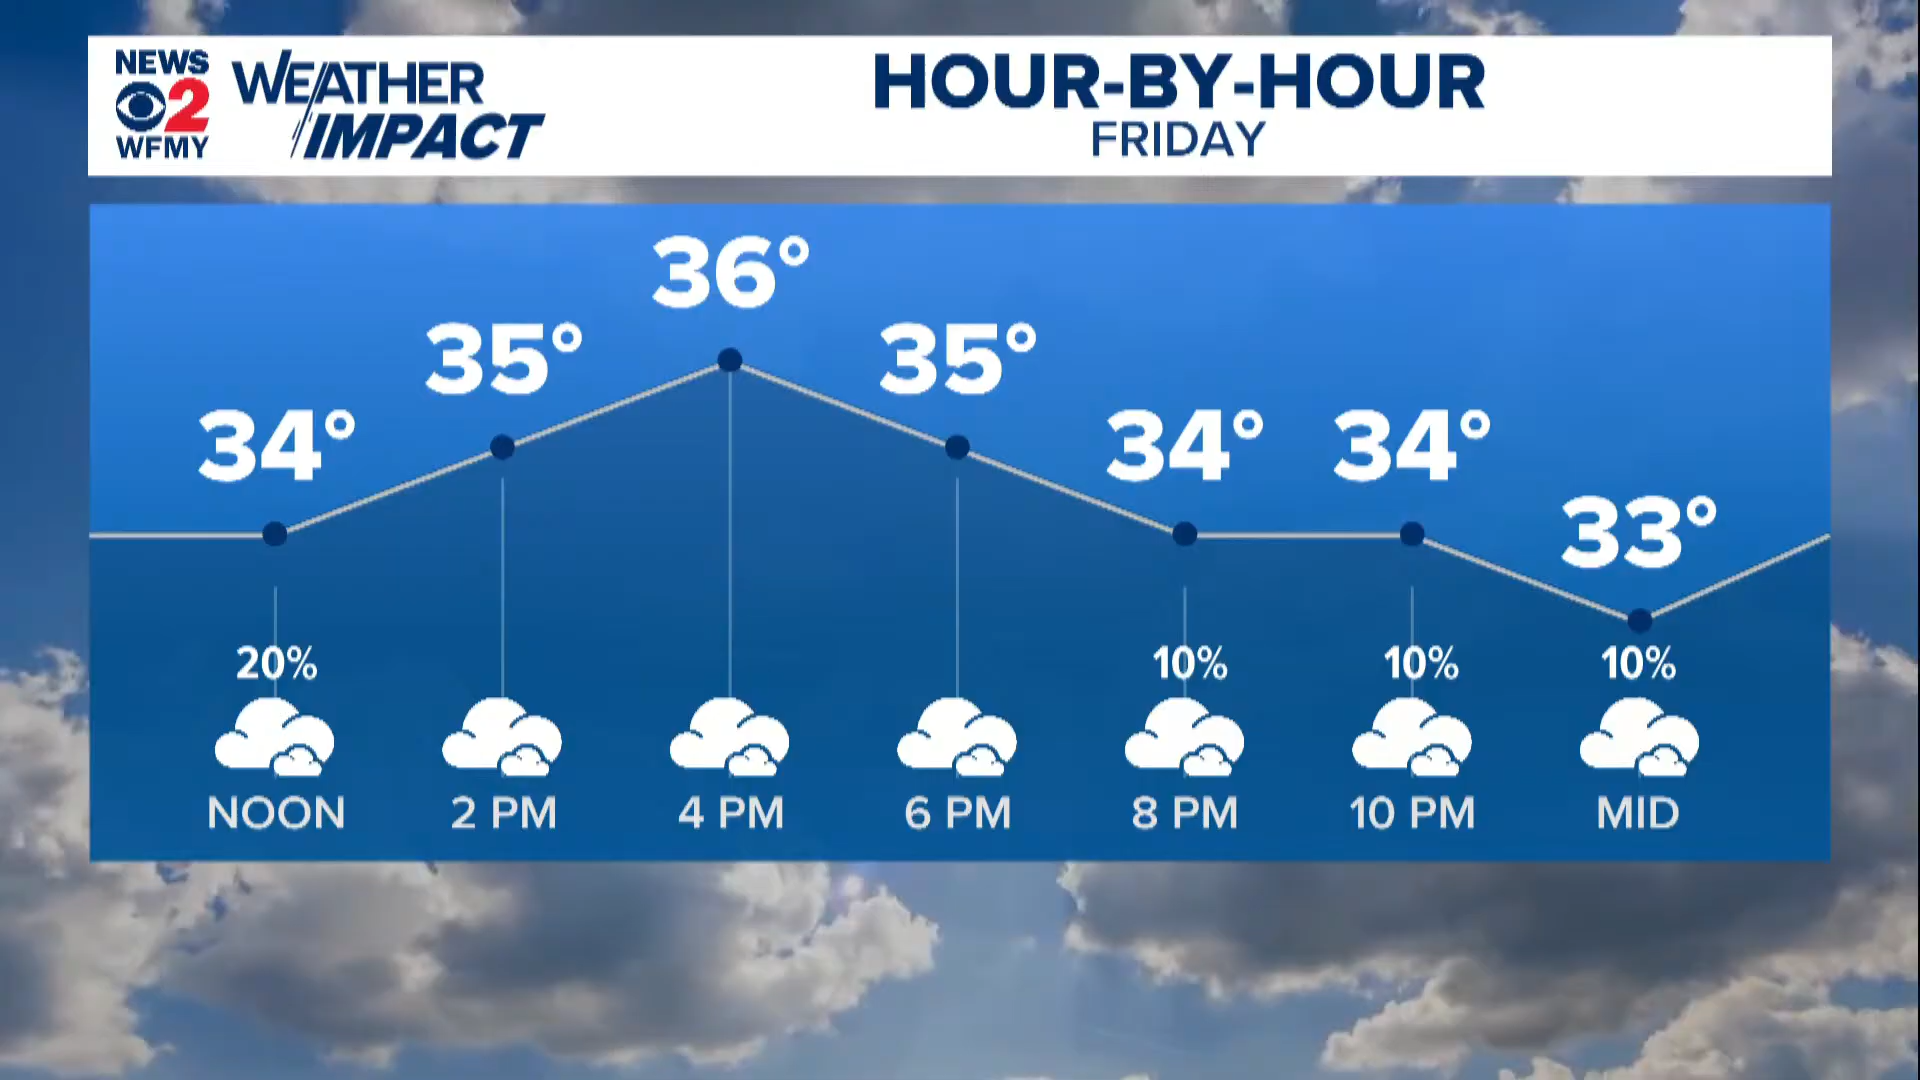 NEWS
2
WFMY
WEATHER
IMPACT
HOUR-BY-HOUR
FRIDAY
34° 35° 36° 35° 34° 34° 33°
20% 10% 10% 10%
NOON 2 PM 4 PM 6 PM 8 PM 10 PM MID